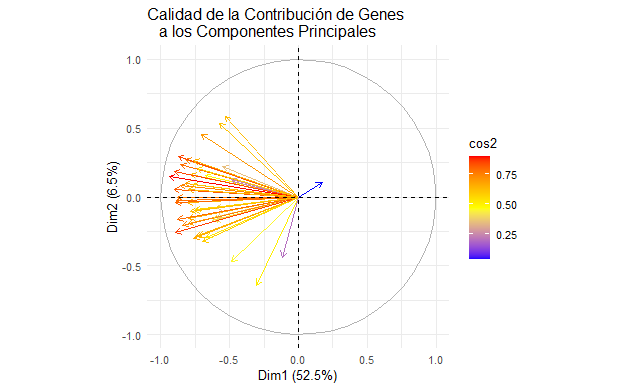 Calidad de la Contribución de Genes
a los Componentes Principales
1.0
0.5
0.0
-0.5
-1.0
Dim2 (6.5%)
-1.0 -0.5 0.0 0.5 1.0
Dim1 (52.5%)
cos2
0.75
0.50
0.25